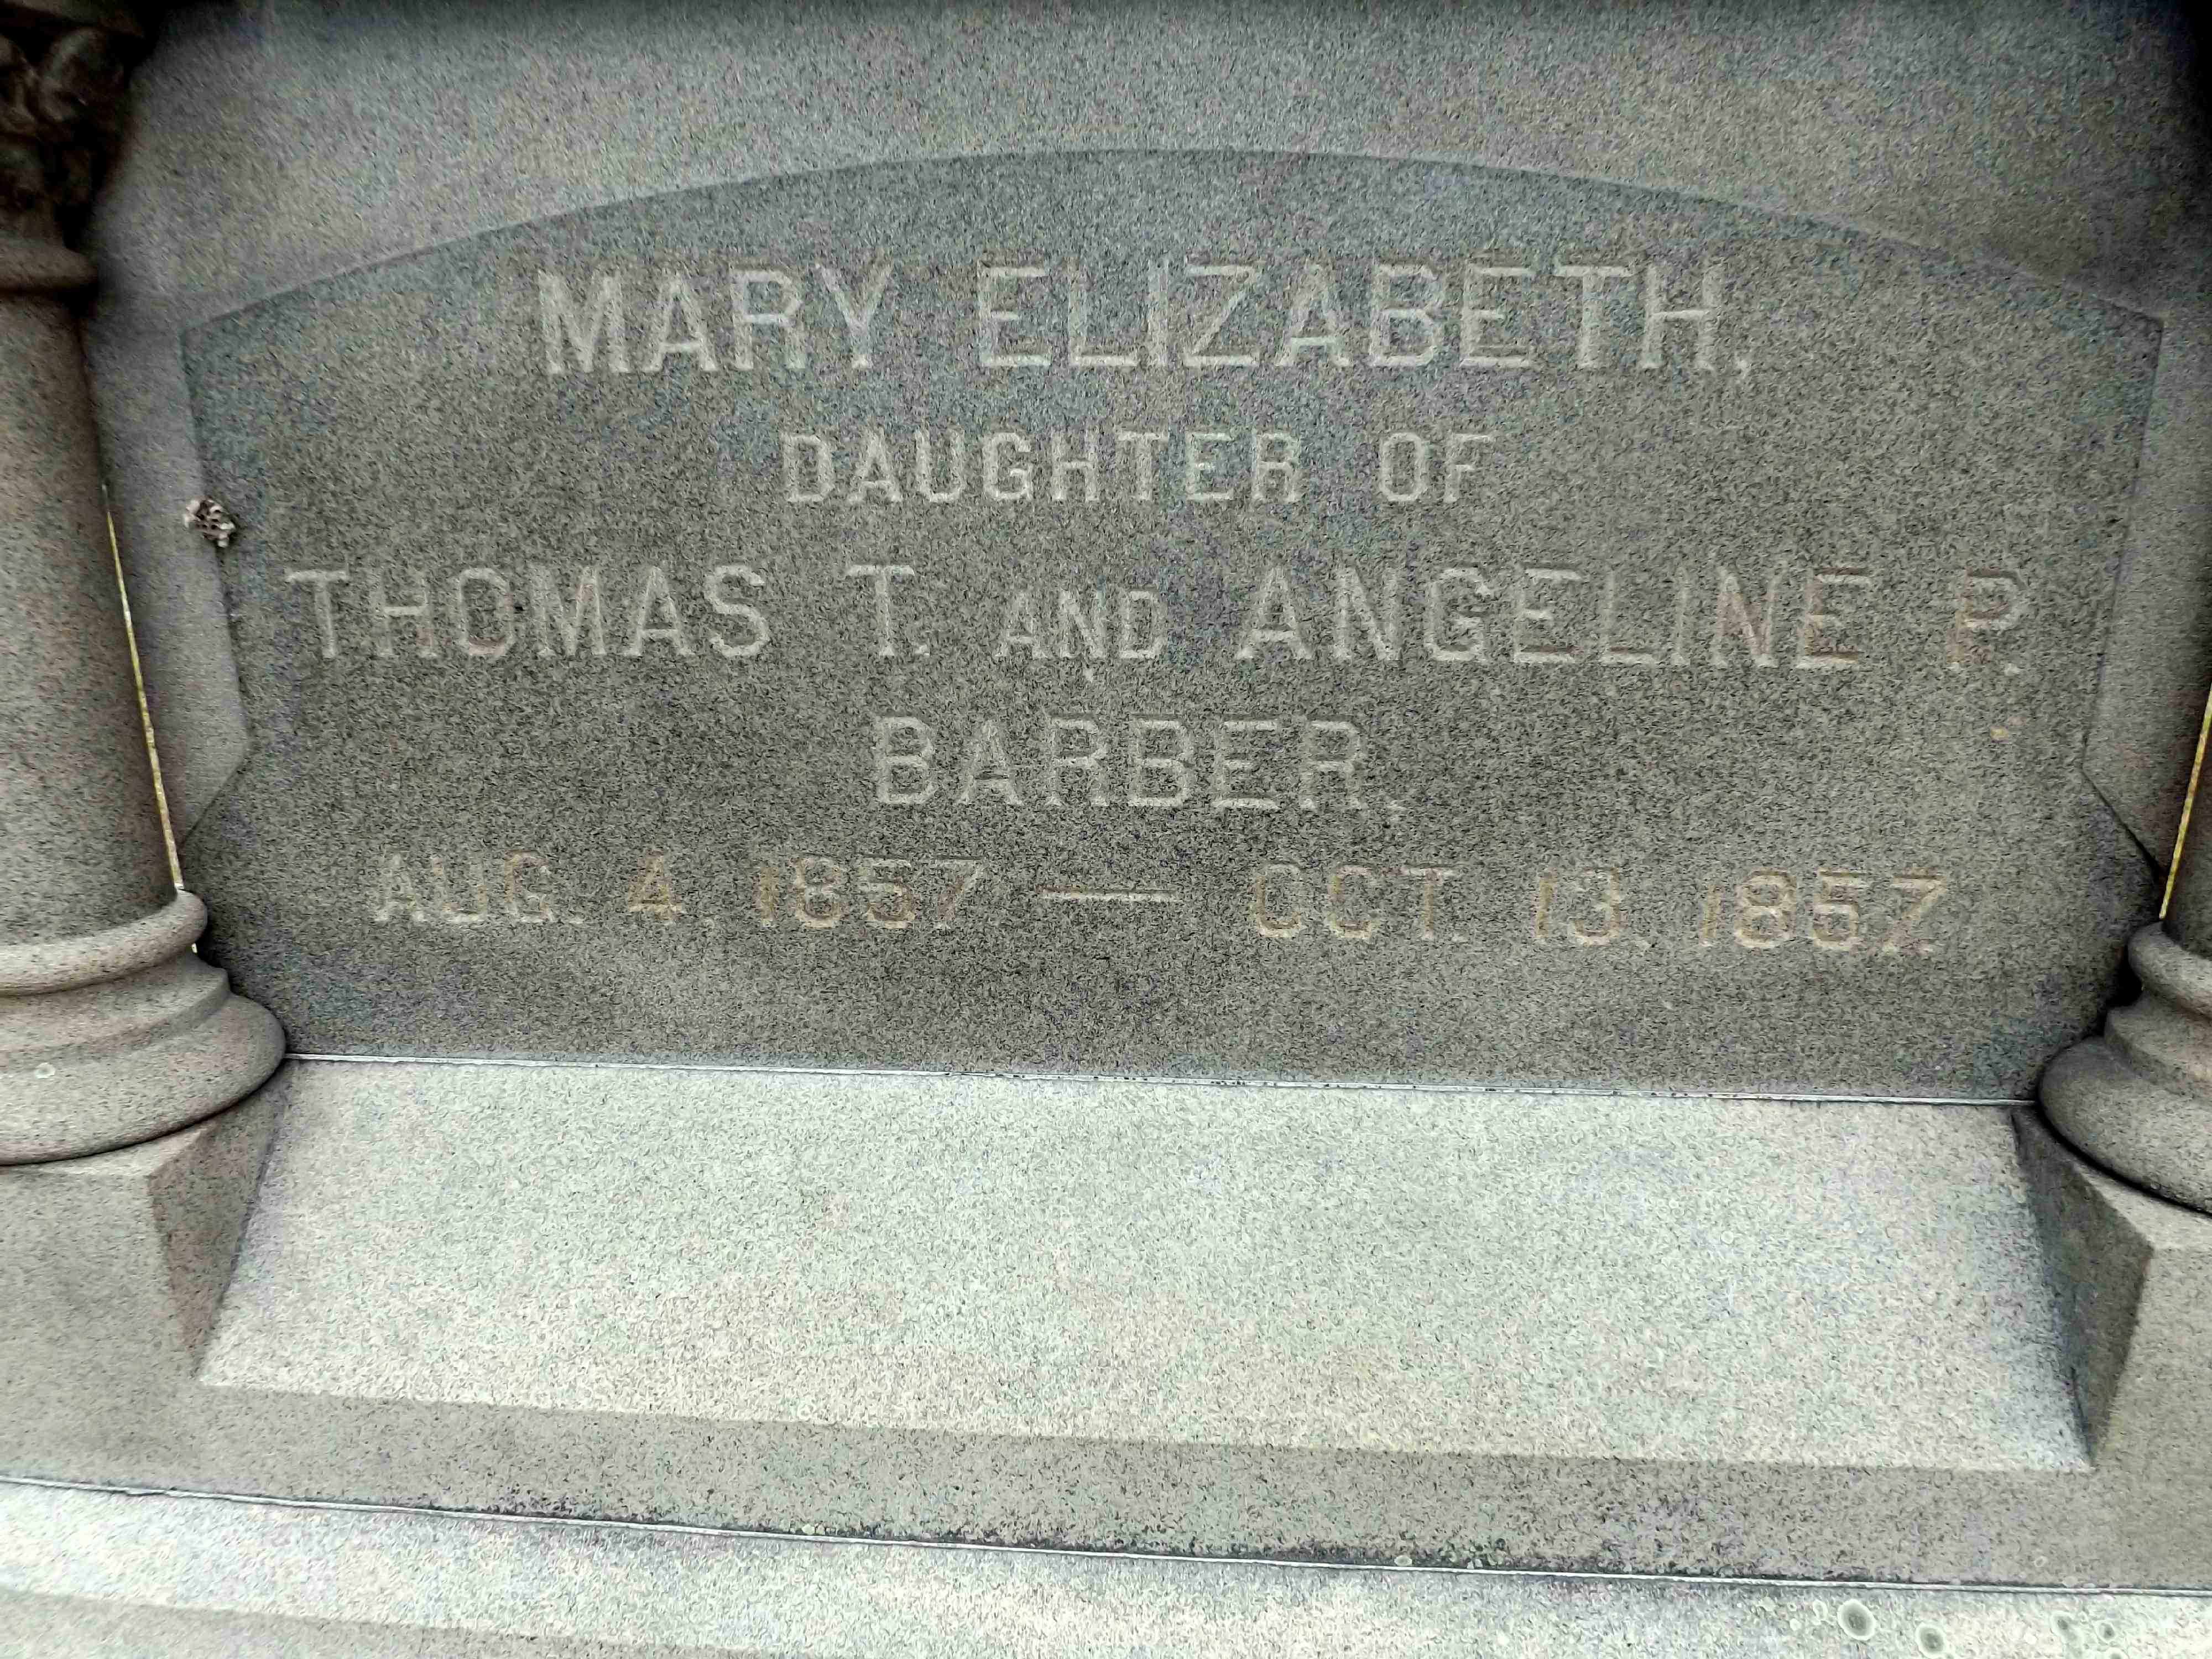 MARY ELIZABETH,
DAUGHTER OF
THOMAS T. AND ANGELINE P.
BARBER,
AUG. 4, 1857 — OCT. 13, 1857.